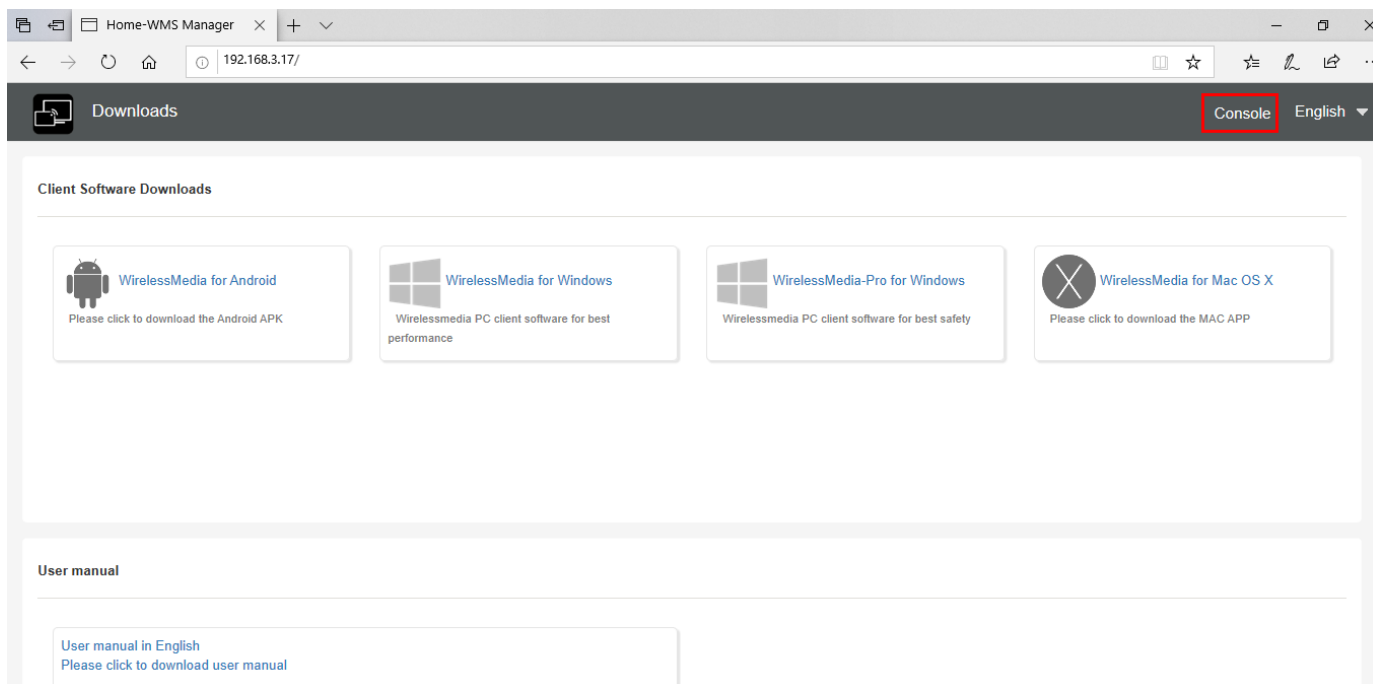 Home-WMS Manager
192.168.3.17/
Downloads
Console
English
Client Software Downloads
WirelessMedia for Android
Please click to download the Android APK
WirelessMedia for Windows
Wirelessmedia PC client software for best
performance
WirelessMedia-Pro for Windows
Wirelessmedia PC client software for best safety
WirelessMedia for Mac OS X
Please click to download the MAC APP
User manual
User manual in English
Please click to download user manual